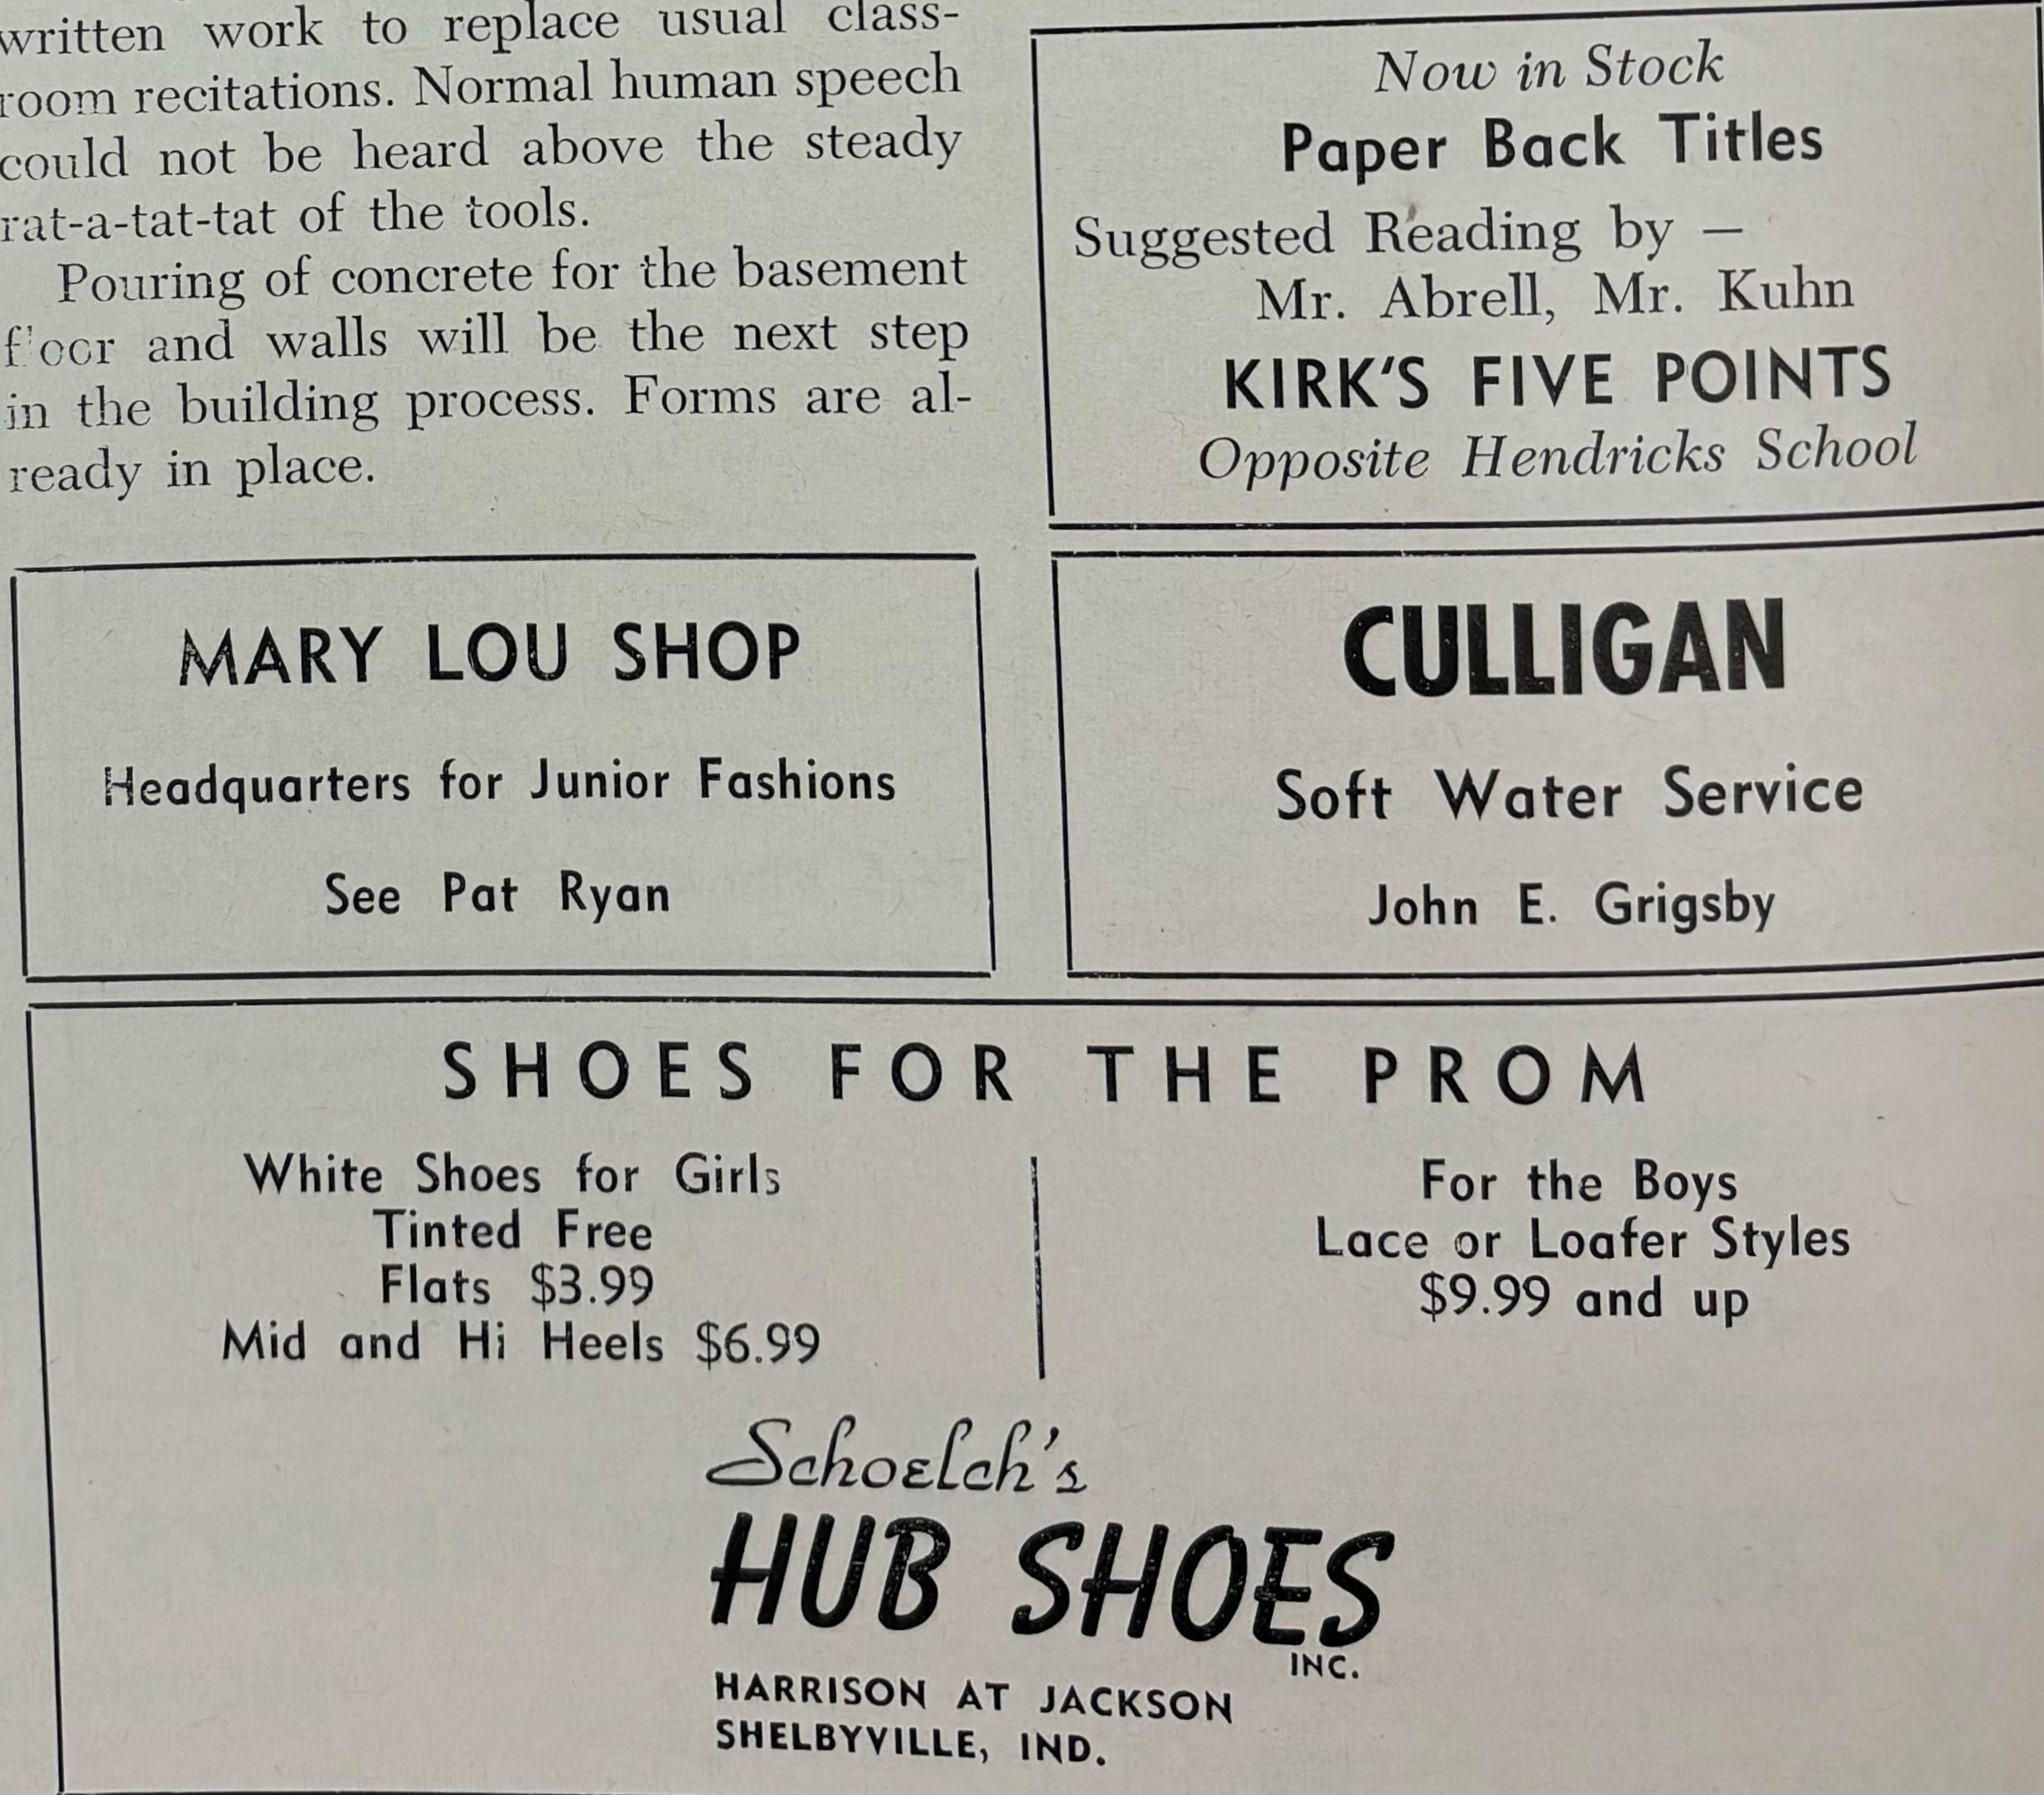 written work to replace usual class-
room recitations. Normal human speech
could not be heard above the steady
rat-a-tat-tat of the tools.
Pouring of concrete for the basement
floor and walls will be the next step
in the building process. Forms are al-
ready in place.
Now in Stock
Paper Back Titles
Suggested Reading by —
Mr. Abrell, Mr. Kuhn
KIRK'S FIVE POINTS
Opposite Hendricks School
MARY LOU SHOP
Headquarters for Junior Fashions
See Pat Ryan
CULLIGAN
Soft Water Service
John E. Grigsby
SHOES FOR THE PROM
White Shoes for Girls
Tinted Free
Flats $3.99
Mid and Hi Heels $6.99
For the Boys
Lace or Loafer Styles
$9.99 and up
Schoelch's
HUB SHOES
INC.
HARRISON AT JACKSON
SHELBYVILLE, IND.